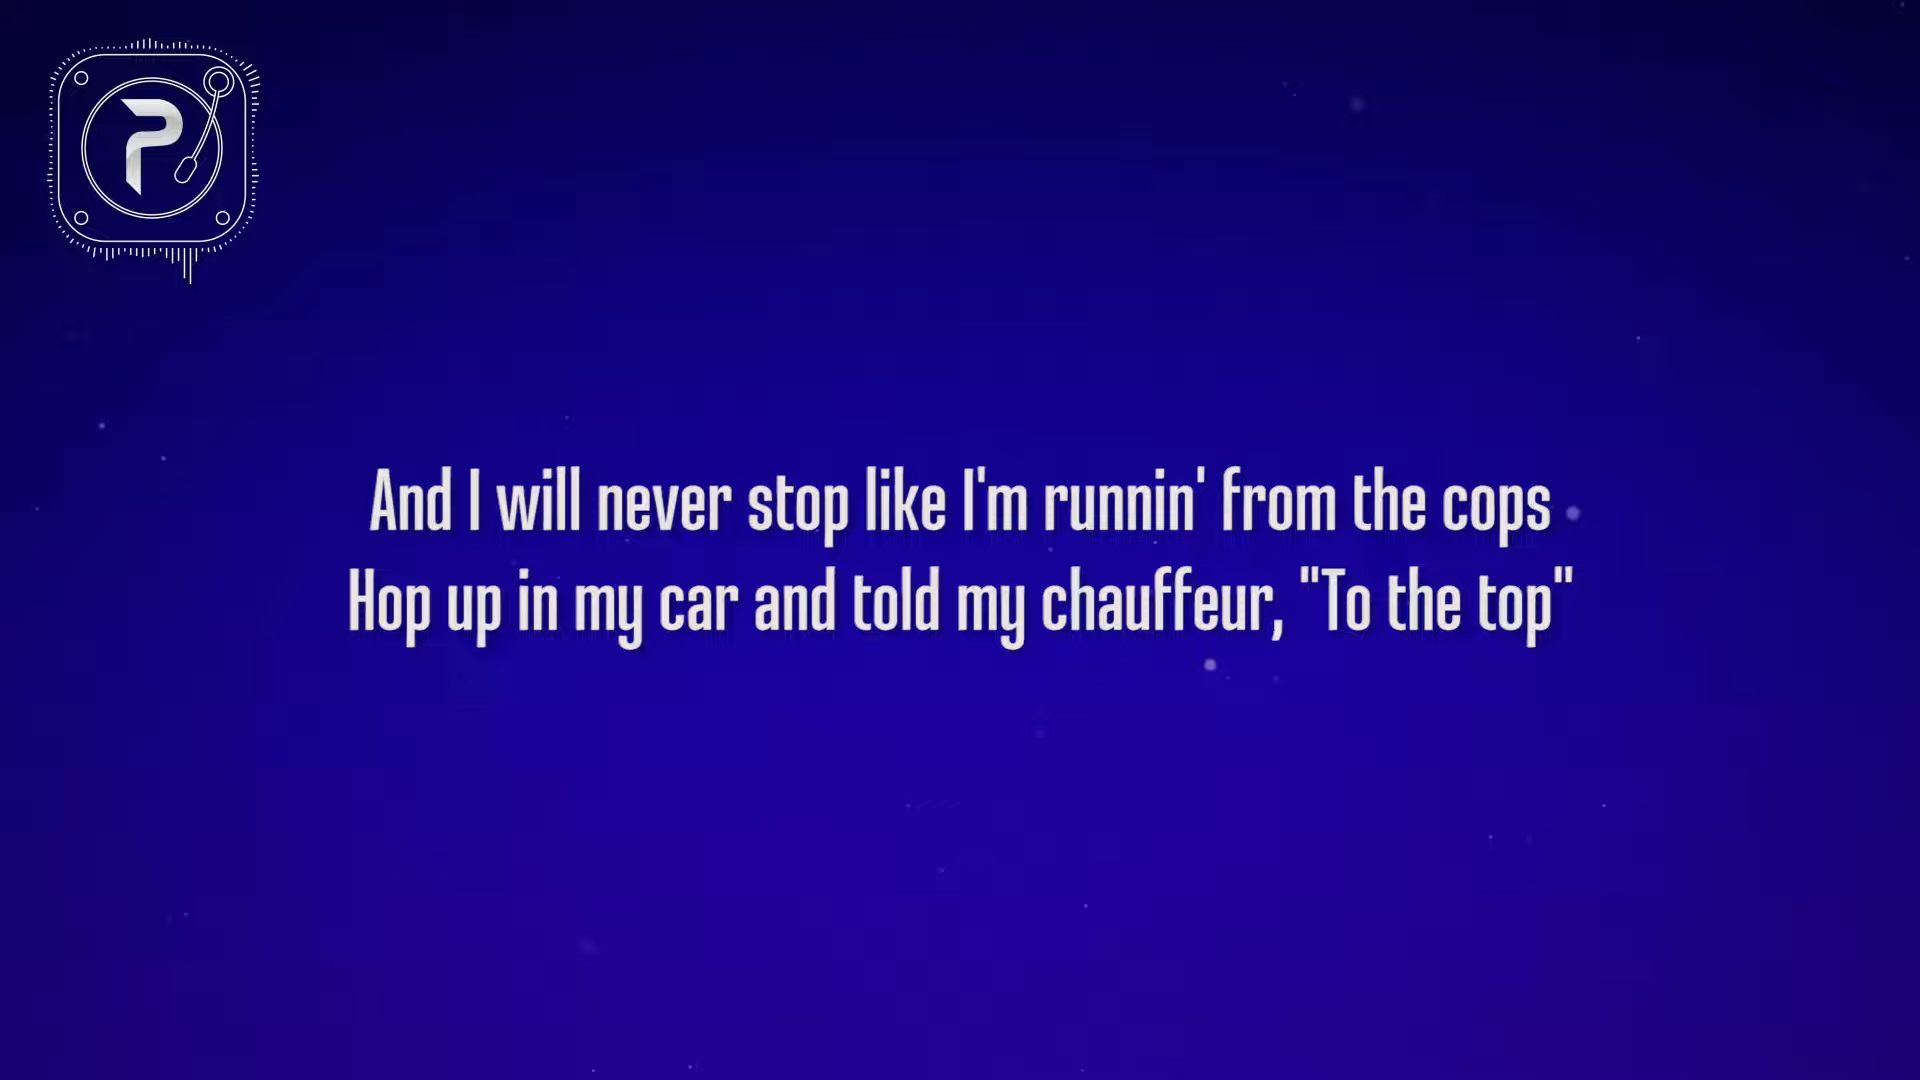 P
And I will never stop like I'm runnin' from the cops
Hop up in my car and told my chauffeur, "To the top"